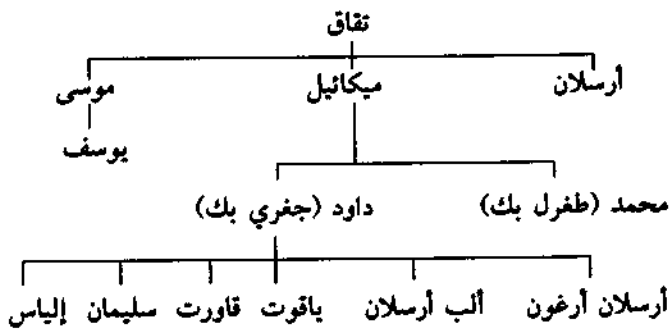 تقاق
أرسلان ميكائيل موسى
يوسف
محمد (طغرل بك) داود (جغري بك)
أرسلان أرغون ألب أرسلان ياقوت قاورت سليمان إلياس